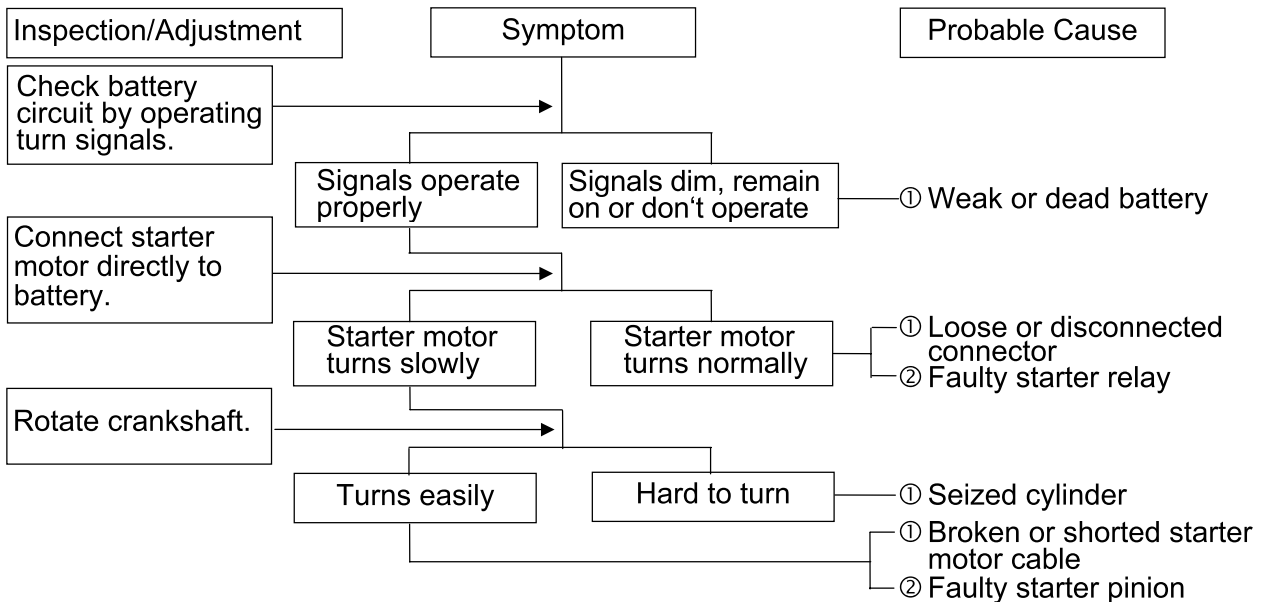 Inspection/Adjustment
Symptom
Probable Cause
Check battery
circuit by operating
turn signals.
Signals operate
properly
Signals dim, remain
on or don‘t operate
① Weak or dead battery
Connect starter
motor directly to
battery.
Starter motor
turns slowly
Starter motor
turns normally
① Loose or disconnected
connector
② Faulty starter relay
Rotate crankshaft.
Turns easily
Hard to turn
① Seized cylinder
① Broken or shorted starter
motor cable
② Faulty starter pinion